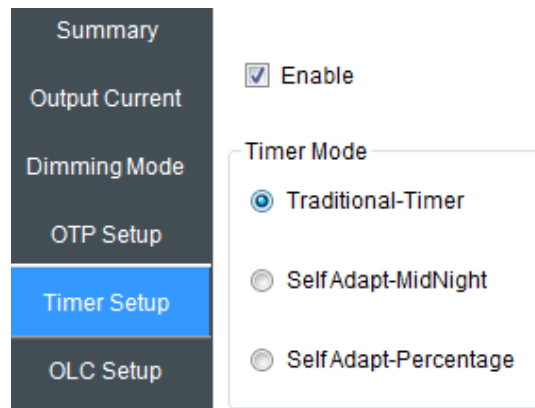 Summary
Output Current
Dimming Mode
OTP Setup
Timer Setup
OLC Setup
Enable
Timer Mode
Traditional-Timer
Self Adapt-MidNight
Self Adapt-Percentage